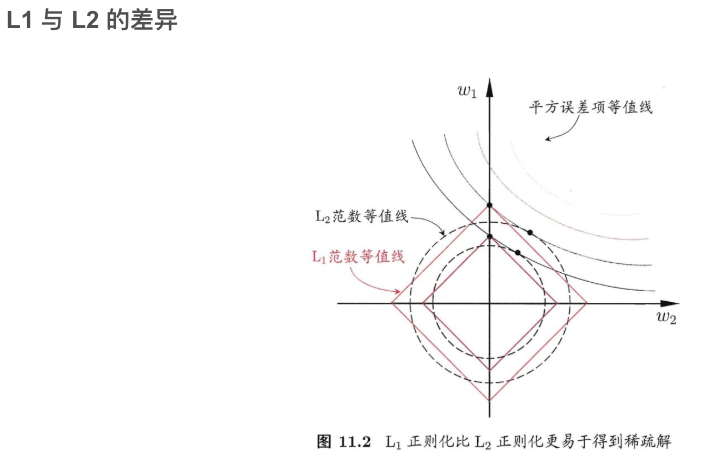 L1 与 L2 的差异
w₁
平方误差项等值线
L₂范数等值线
L₁范数等值线
w₂
图 11.2 L₁ 正则化比 L₂ 正则化更易于得到稀疏解